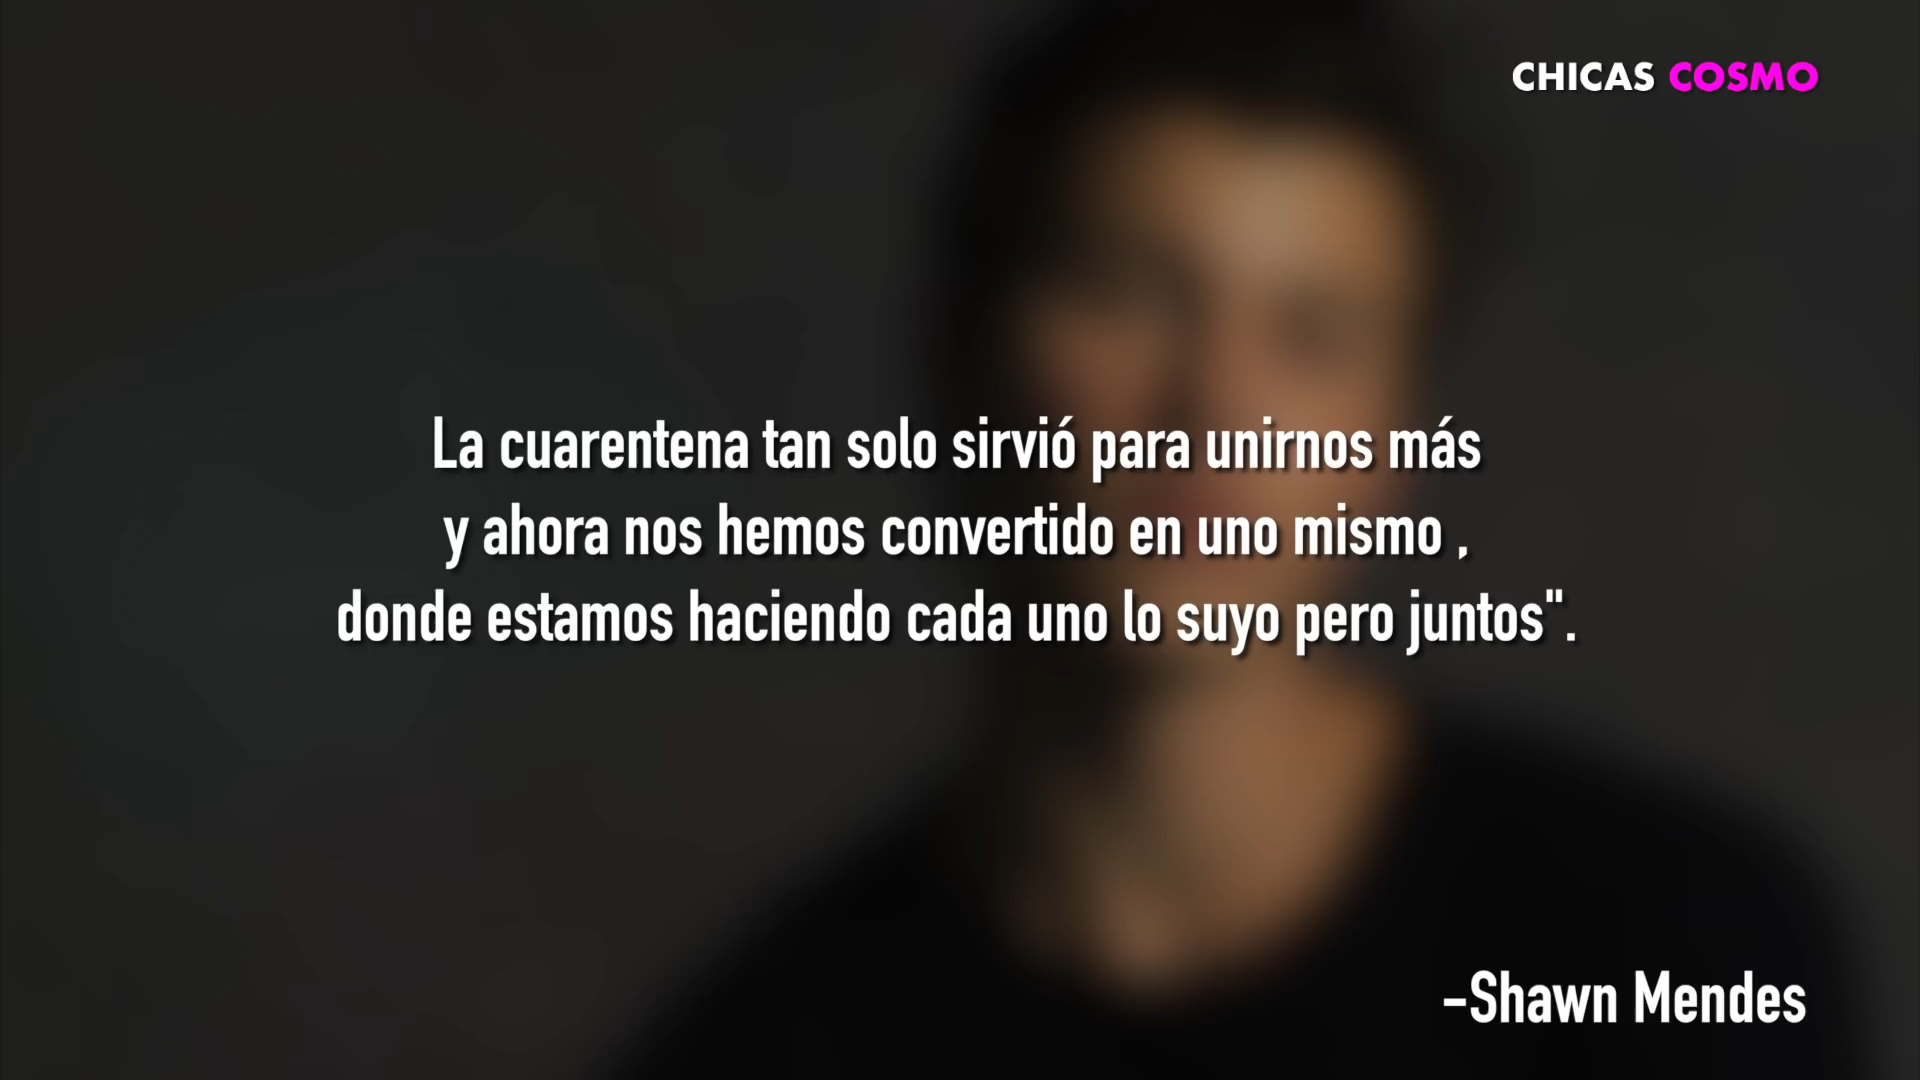 CHICAS COSMO
La cuarentena tan solo sirvió para unirnos más
y ahora nos hemos convertido en uno mismo ,
donde estamos haciendo cada uno lo suyo pero juntos".
-Shawn Mendes